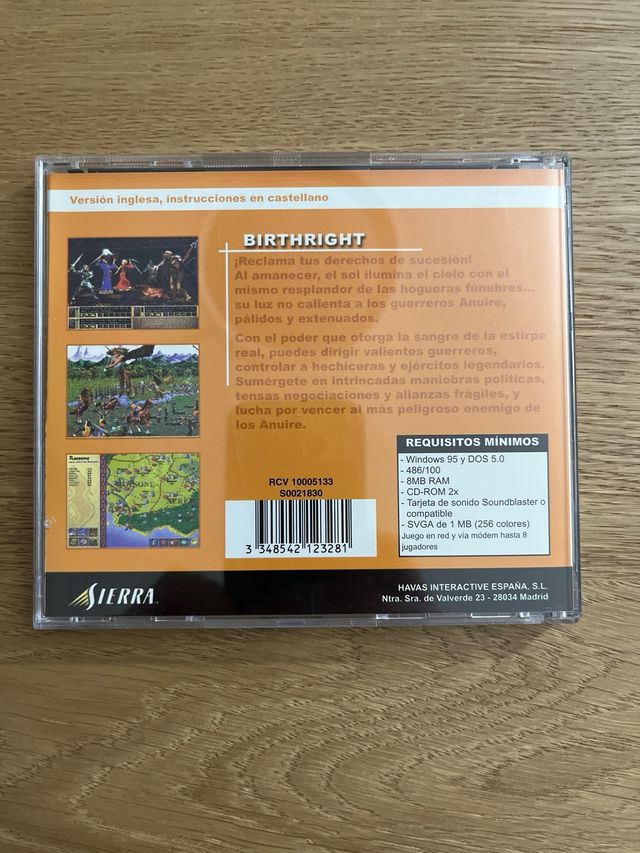 Versión inglesa, instrucciones en castellano
BIRTHRIGHT
¡Reclama tus derechos de sucesión!
Al amanecer, el sol ilumina el cielo con el
mismo resplandor de las hogueras fúnebres...
su luz no calienta a los guerreros Anuire,
pálidos y extenuados.
Con el poder que otorga la sangre de la estirpe
real, puedes dirigir valientes guerreros,
controlar a hechiceras y ejércitos legendarios.
Sumérgete en intrincadas maniobras políticas,
tensas negociaciones y alianzas frágiles, y
lucha por vencer al más peligroso enemigo de
los Anuire.
REQUISITOS MÍNIMOS
- Windows 95 y DOS 5.0
- 486/100
- 8MB RAM
- CD-ROM 2x
- Tarjeta de sonido Soundblaster o
compatible
- SVGA de 1 MB (256 colores)
Juego en red y vía módem hasta 8
jugadores
RCV 10005133
S0021830
3 348542 123281
SIERRA™
HAVAS INTERACTIVE ESPAÑA, S.L.
Ntra. Sra. de Valverde 23 - 28034 Madrid